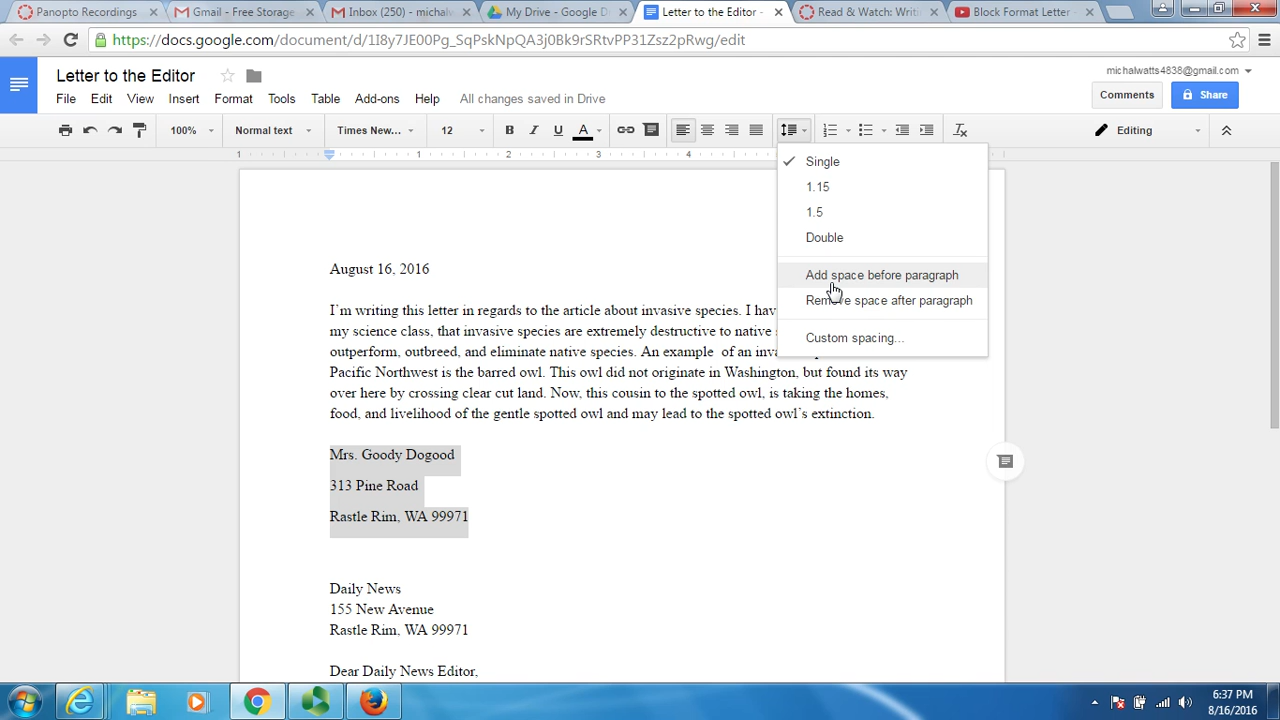 Panopto Recordings
Gmail - Free Storage
Inbox (250) - michalw
My Drive - Google D
Letter to the Editor -
Read & Watch: Writi
Block Format Letter -
https://docs.google.com/document/d/1I8y7JE00Pg_SqPskNpQA3j0Bk9rSRtvPP31Zsz2pRwg/edit
Letter to the Editor
michalwatts4838@gmail.com
File Edit View Insert Format Tools Table Add-ons Help All changes saved in Drive
Comments
Share
100% Normal text Times New... 12 B I U A Editing
1 1 2 3 4
Single
1.15
1.5
Double
Add space before paragraph
Remove space after paragraph
Custom spacing...
August 16, 2016
I'm writing this letter in regards to the article about invasive species. I hav
my science class, that invasive species are extremely destructive to native
outperform, outbreed, and eliminate native species. An example of an inva
Pacific Northwest is the barred owl. This owl did not originate in Washington, but found its way
over here by crossing clear cut land. Now, this cousin to the spotted owl, is taking the homes,
food, and livelihood of the gentle spotted owl and may lead to the spotted owl's extinction.
Mrs. Goody Dogood
313 Pine Road
Rastle Rim, WA 99971
Daily News
155 New Avenue
Rastle Rim, WA 99971
Dear Daily News Editor,
6:37 PM
8/16/2016